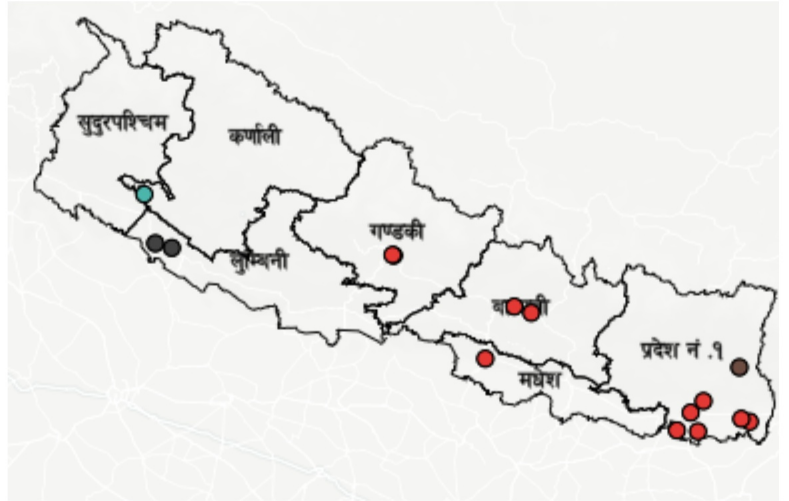 सुदुरपश्चिम
कर्णाली
गण्डकी
लुम्बिनी
प्रदेश नं .१
मधेश